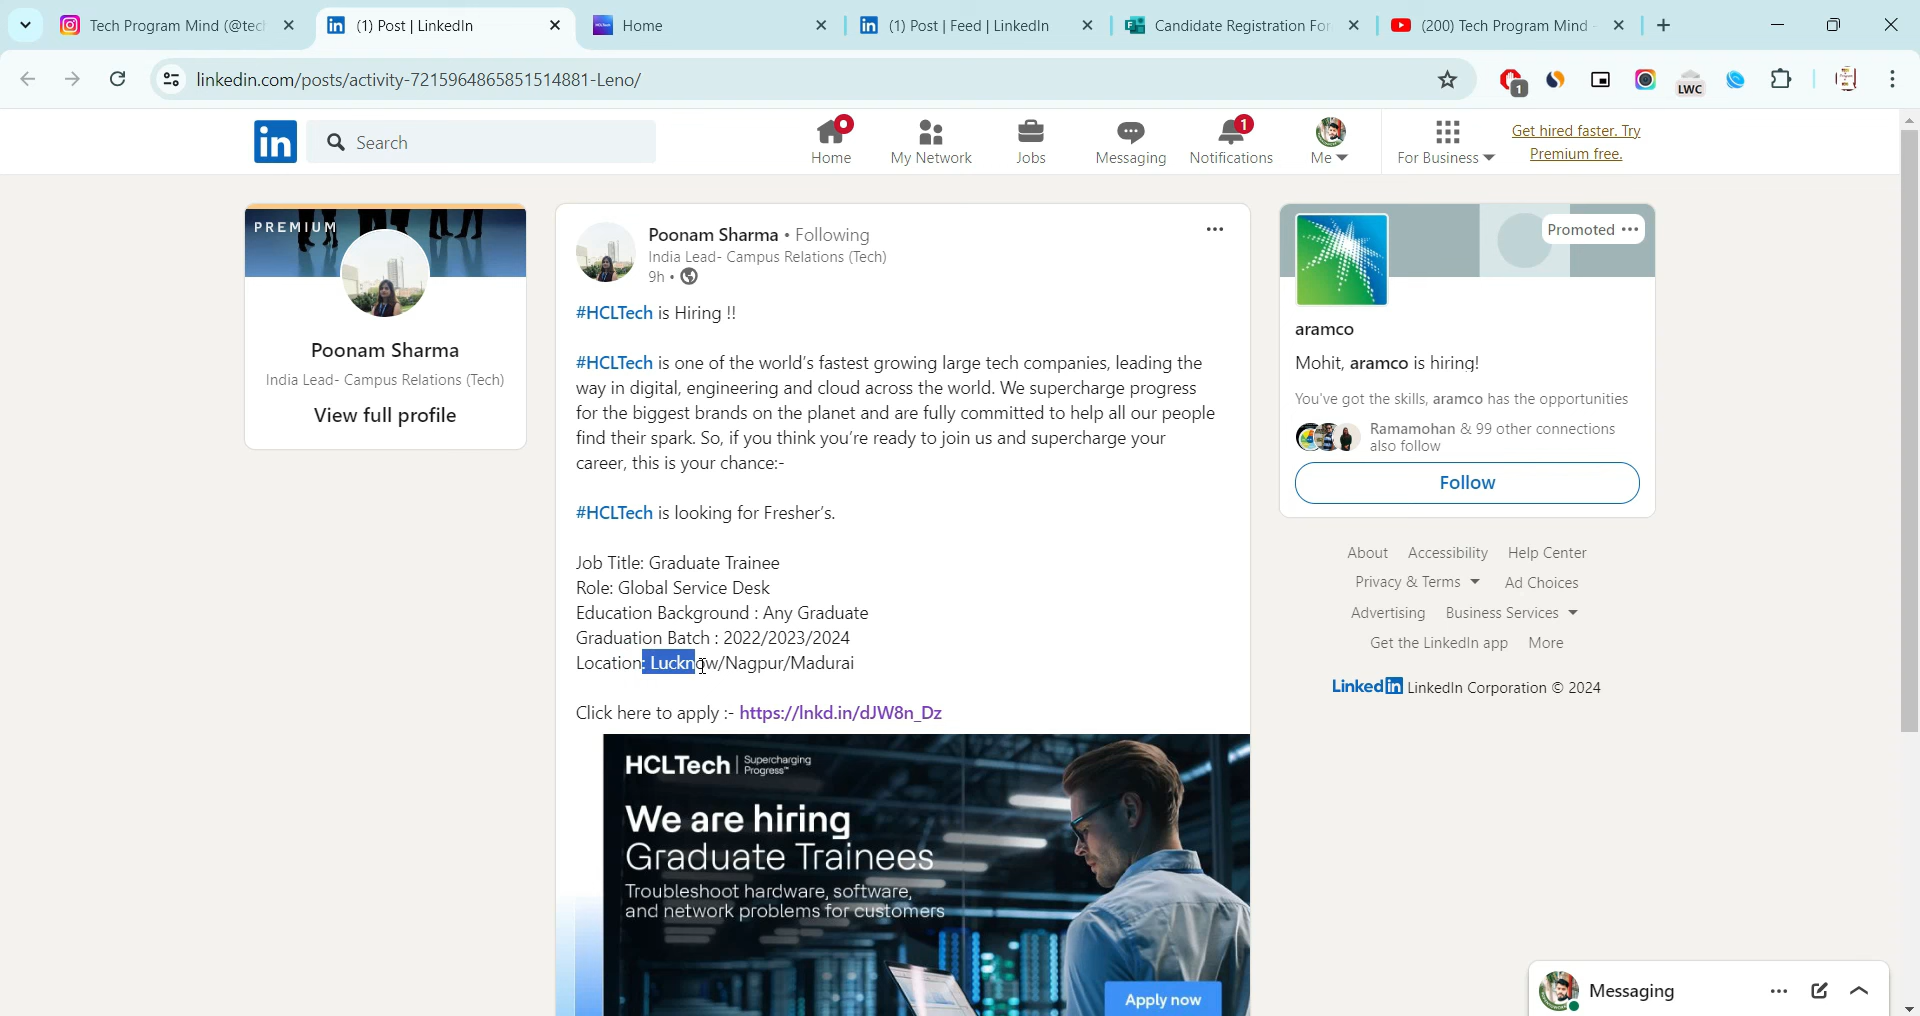 Tech Program Mind (@tech
(1) Post | LinkedIn
Home
(1) Post | Feed | LinkedIn
Candidate Registration For
(200) Tech Program Mind -
linkedin.com/posts/activity-7215964865851514881-Leno/
1
LWC
in
Search
Home
My Network
Jobs
Messaging
1
Notifications
Me
For Business
Get hired faster. Try
Premium free.
PREMIUM
Poonam Sharma
India Lead- Campus Relations (Tech)
View full profile
Poonam Sharma • Following
India Lead- Campus Relations (Tech)
9h •
#HCLTech is Hiring !!
#HCLTech is one of the world's fastest growing large tech companies, leading the
way in digital, engineering and cloud across the world. We supercharge progress
for the biggest brands on the planet and are fully committed to help all our people
find their spark. So, if you think you're ready to join us and supercharge your
career, this is your chance:-
#HCLTech is looking for Fresher's.
Job Title: Graduate Trainee
Role: Global Service Desk
Education Background : Any Graduate
Graduation Batch : 2022/2023/2024
Location: Lucknow/Nagpur/Madurai
Click here to apply :- https://lnkd.in/dJW8n_Dz
HCLTech | Supercharging
Progress™
We are hiring
Graduate Trainees
Troubleshoot hardware, software,
and network problems for customers
Apply now
Promoted
aramco
Mohit, aramco is hiring!
You've got the skills, aramco has the opportunities
Ramamohan & 99 other connections
also follow
Follow
About Accessibility Help Center
Privacy & Terms Ad Choices
Advertising Business Services
Get the LinkedIn app More
LinkedIn LinkedIn Corporation © 2024
Messaging